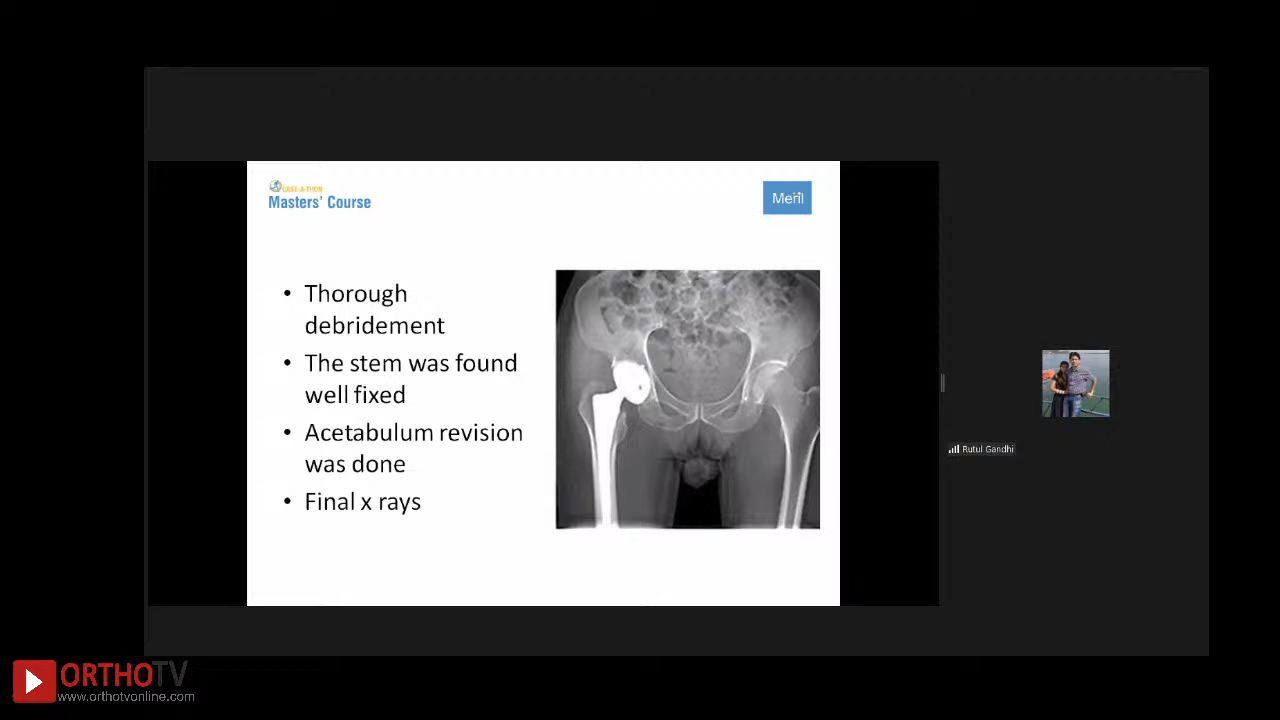 CASE-A-THON
Masters' Course
Meril
• Thorough
debridement
• The stem was found
well fixed
• Acetabulum revision
was done
• Final x rays
Rutul Gandhi
ORTHOTV
www.orthotvonline.com